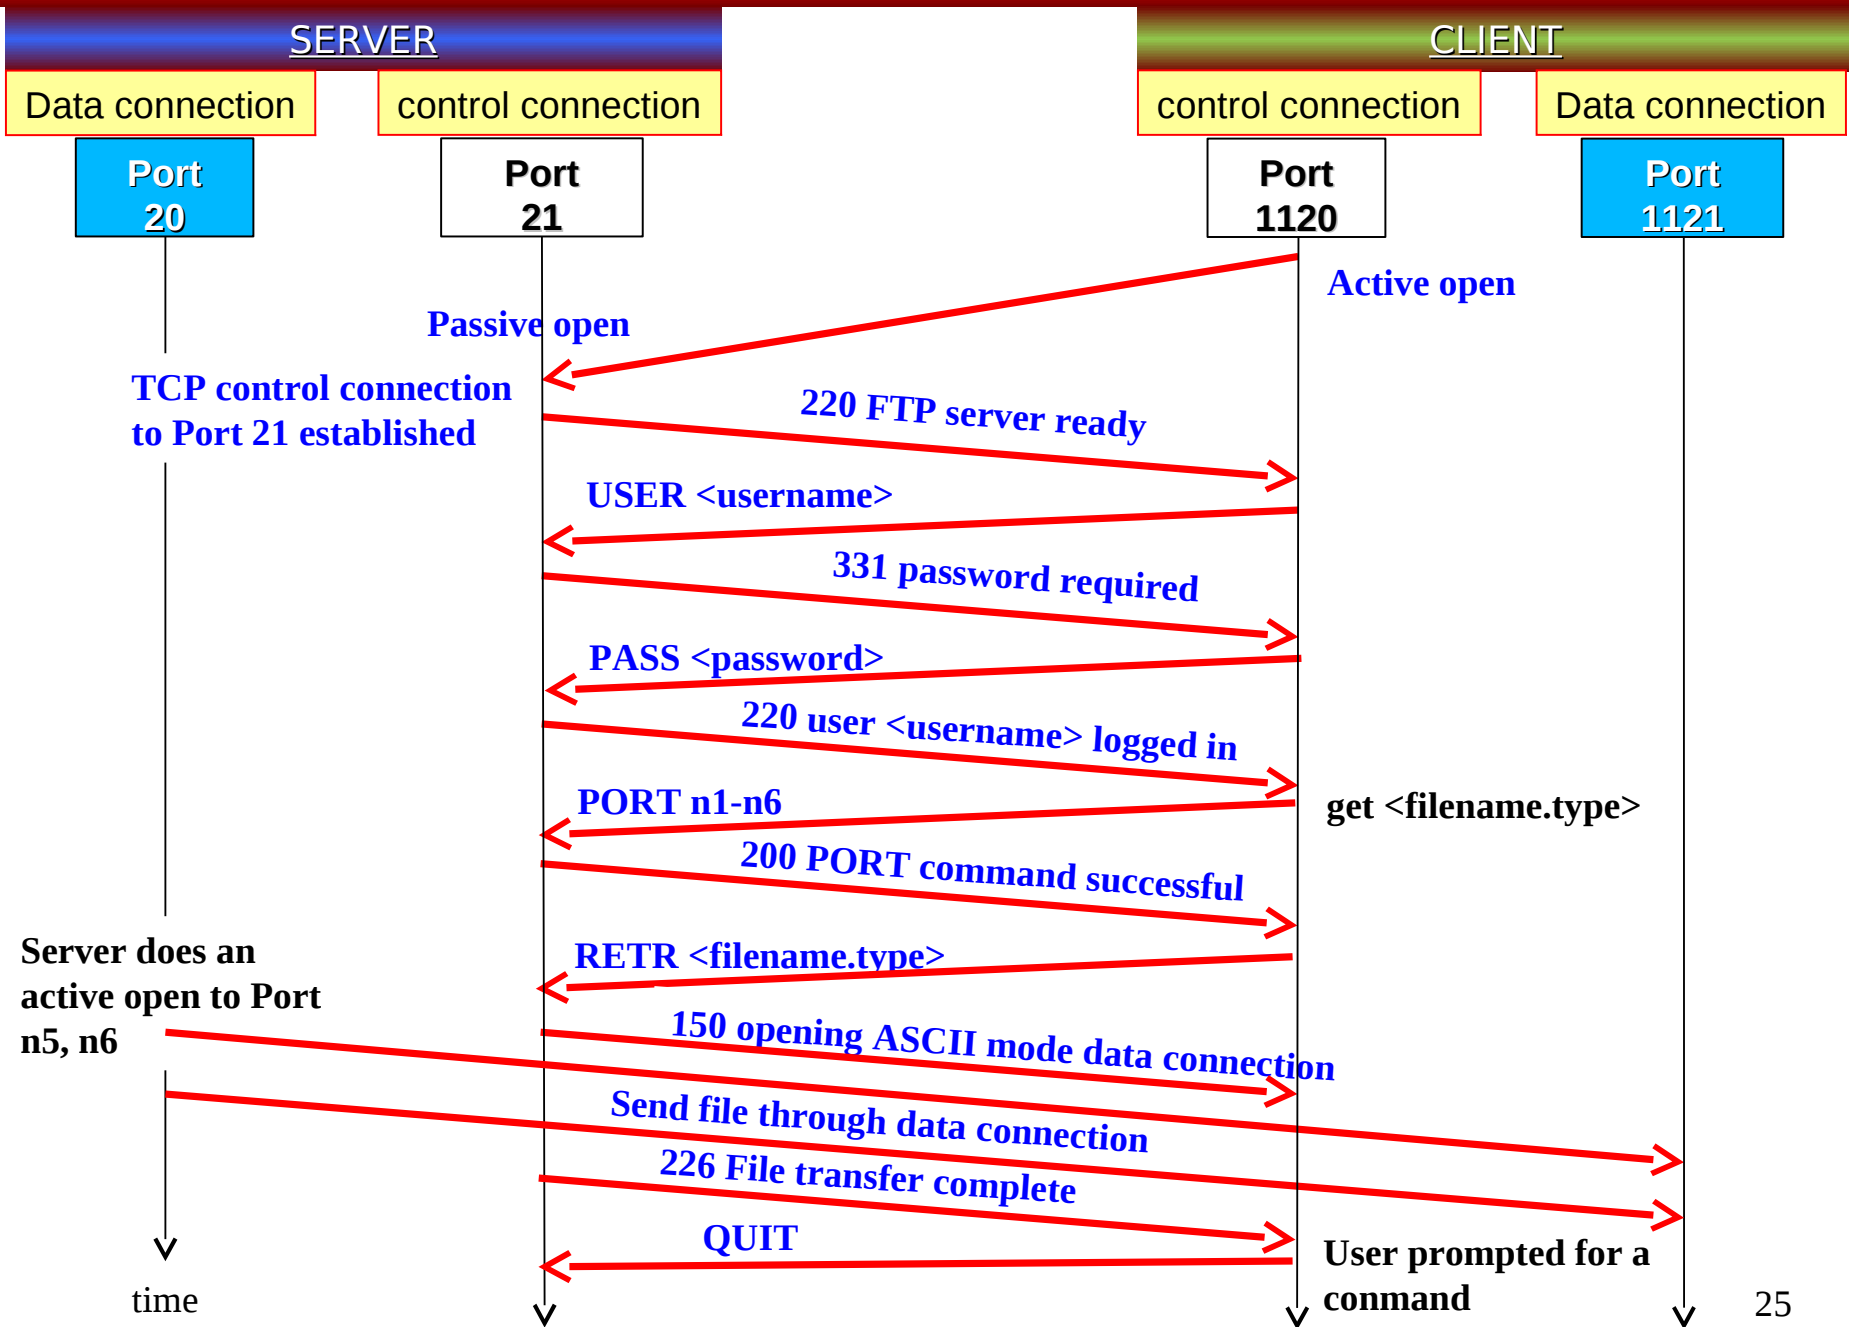 SERVER
CLIENT
Data connection
control connection
control connection
Data connection
Port
20
Port
21
Port
1120
Port
1121
Active open
Passive open
TCP control connection
to Port 21 established
220 FTP server ready
USER <username>
331 password required
PASS <password>
220 user <username> logged in
PORT n1-n6
get <filename.type>
200 PORT command successful
Server does an
active open to Port
n5, n6
RETR <filename.type>
150 opening ASCII mode data connection
Send file through data connection
226 File transfer complete
QUIT
User prompted for a
conmand
time
25